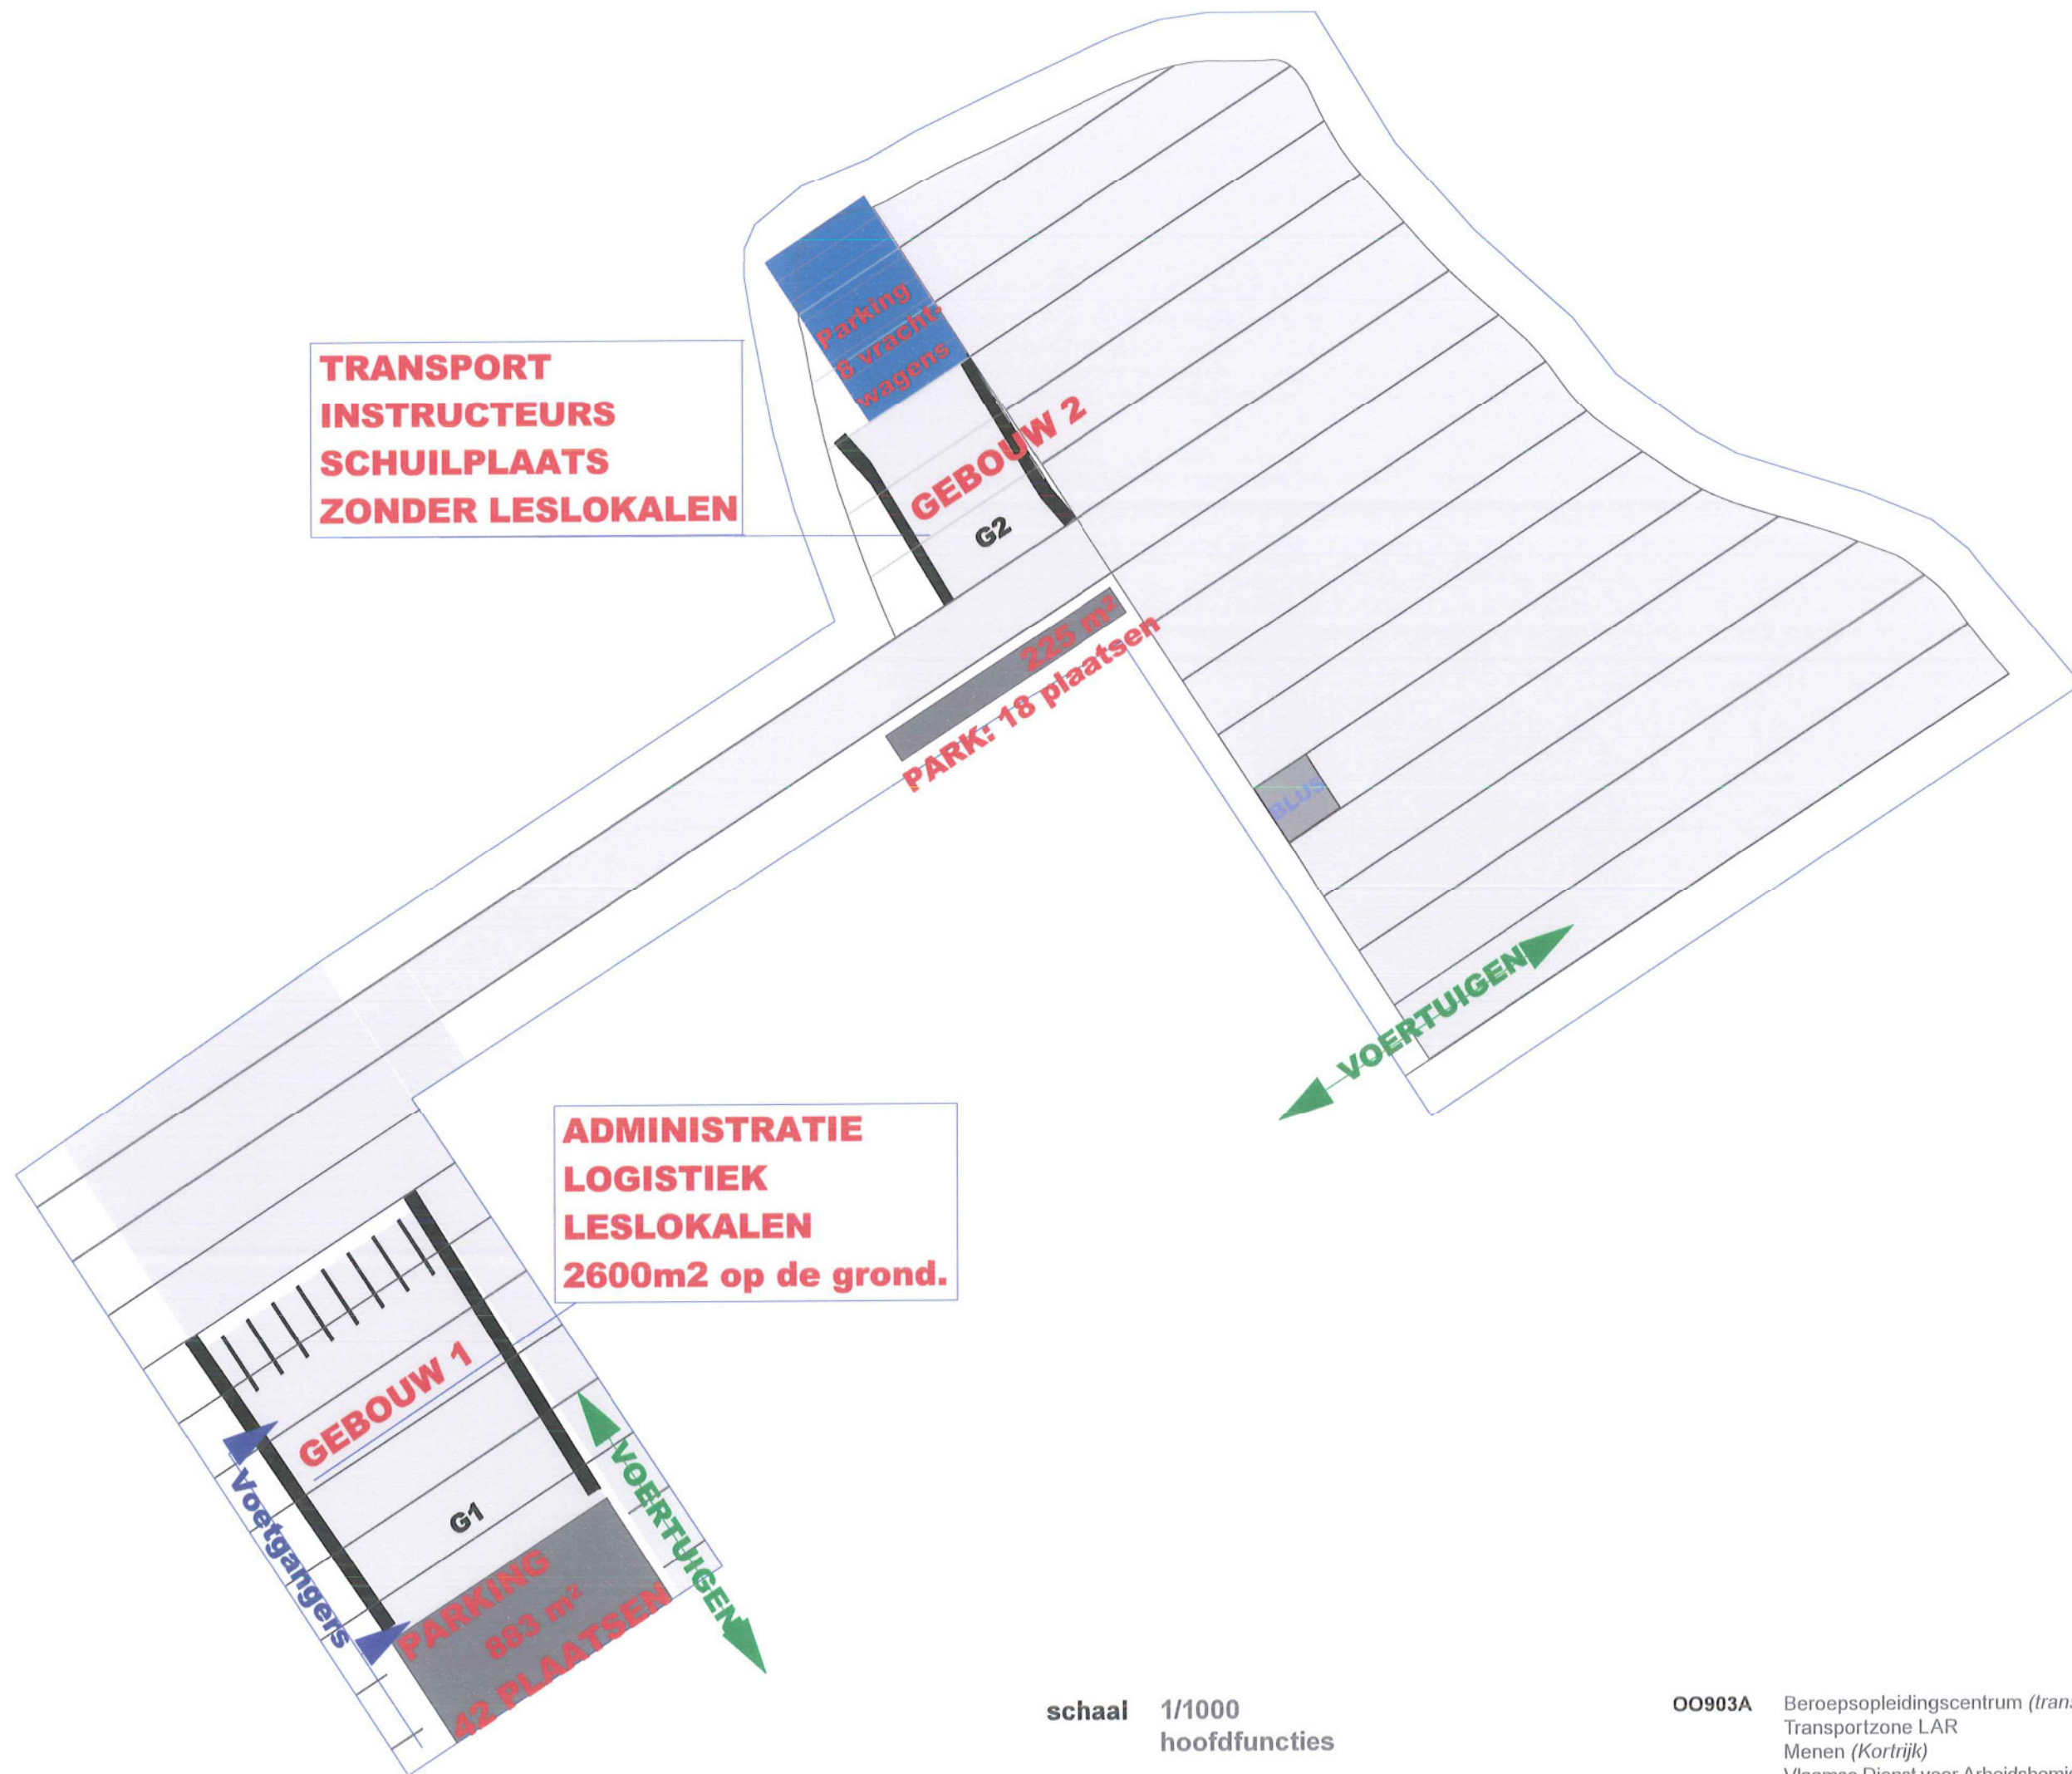 TRANSPORT
INSTRUCTEURS
SCHUILPLAATS
ZONDER LESLOKALEN
Parking
8 vracht-
wagens
GEBOUW 2
G2
225 m²
PARK: 18 plaatsen
BLUS
VOERTUIGEN
ADMINISTRATIE
LOGISTIEK
LESLOKALEN
2600m2 op de grond.
GEBOUW 1
G1
Voetgangers
VOERTUIGEN
PARKING
883 m²
42 PLAATSEN
schaal 1/1000
hoofdfuncties
OO903A Beroepsopleidingscentrum
Transportzone LAR
Menen (Kortrijk)